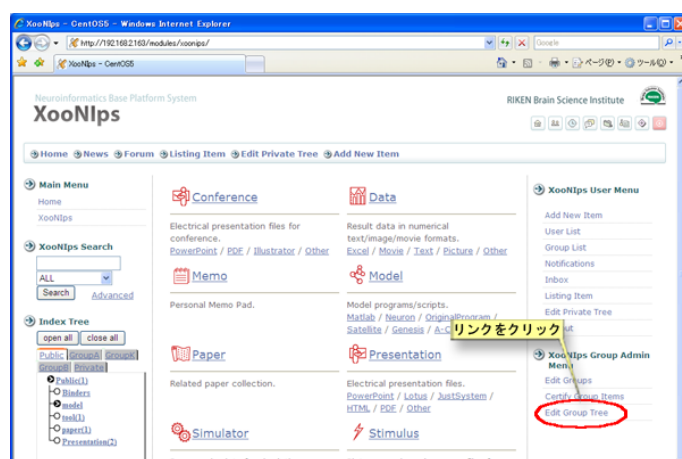 XooNIps - CentOS5 - Windows Internet Explorer
http://192.168.2.163/modules/xoonips/
Google
XooNIps - CentOS5
ページ(P)
ツール(O)
Neuroinformatics Base Platform System
XooNIps
RIKEN Brain Science Institute
Home News Forum Listing Item Edit Private Tree Add New Item
Main Menu
Home
XooNIps
XooNIps Search
ALL
Search Advanced
Index Tree
open all close all
Public GroupA GroupK
GroupB Private
Public(1)
Binders
model
tool(1)
paper(1)
Presentation(2)
Conference
Electrical presentation files for
conference.
PowerPoint / PDF / Illustrator / Other
Data
Result data in numerical
text/image/movie formats.
Excel / Movie / Text / Picture / Other
Memo
Personal Memo Pad.
Model
Model programs/scripts.
Matlab / Neuron / OriginalProgram /
Satellite / Genesis / A-C
Paper
Related paper collection.
Presentation
Electrical presentation files.
PowerPoint / Lotus / JustSystem /
HTML / PDF / Other
Simulator
Stimulus
XooNIps User Menu
Add New Item
User List
Group List
Notifications
Inbox
Listing Item
Edit Private Tree
リンクをクリック
XooNIps Group Admin
Menu
Edit Groups
Certify Group Items
Edit Group Tree